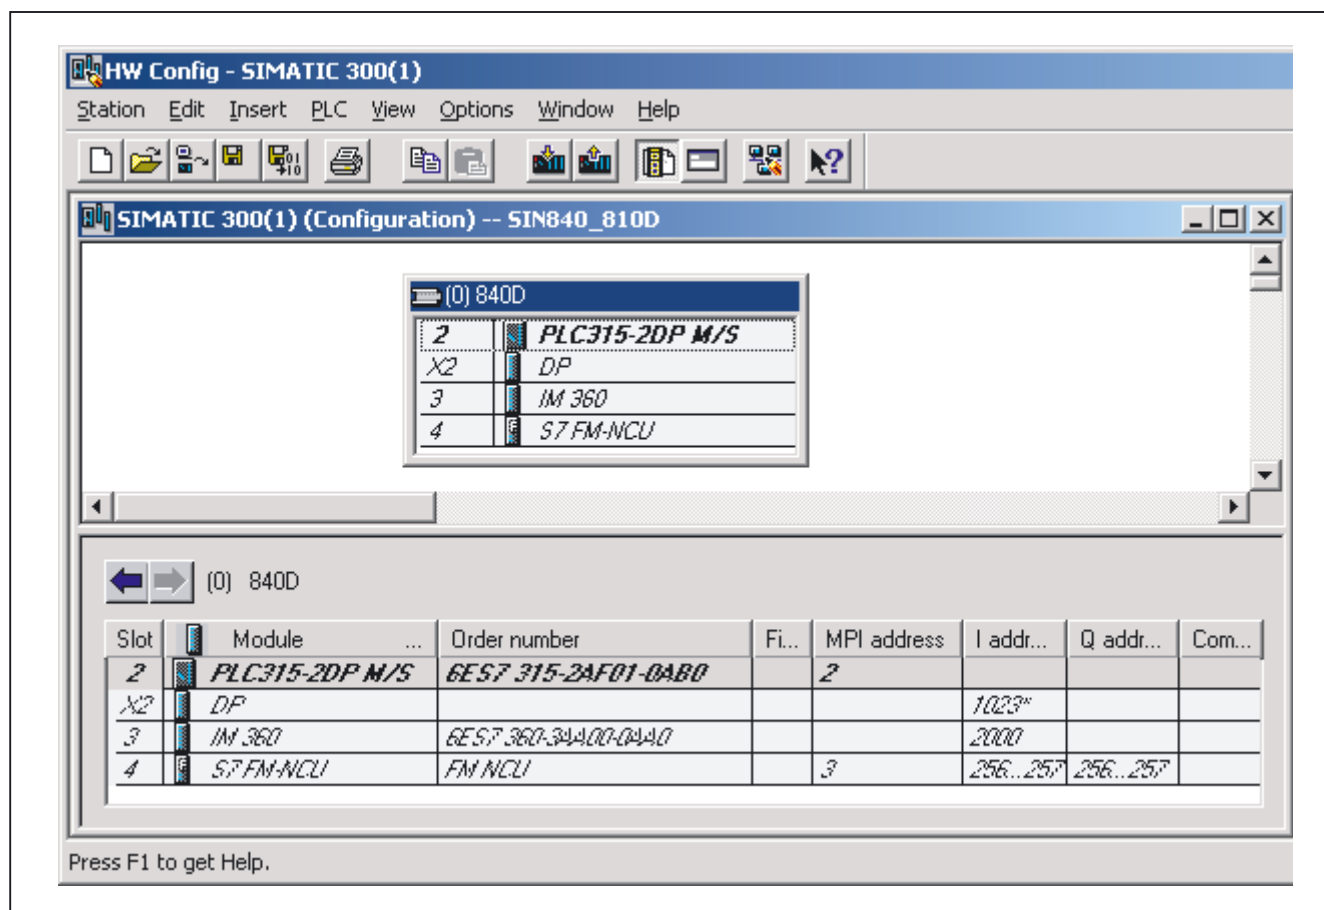 HW Config - SIMATIC 300(1)
Station Edit Insert PLC View Options Window Help
SIMATIC 300(1) (Configuration) -- SIN840_810D
(0) 840D
2 PLC315-2DP M/S
X2 DP
3 IM 360
4 S7 FM-NCU
(0) 840D
Slot Module ... Order number Fi... MPI address I addr... Q addr... Com...
2 PLC315-2DP M/S 6ES7 315-2AF01-0AB0 2
X2 DP 1023*
3 IM 360 6ES7 360-3AA00-0AA0 2000
4 S7 FM-NCU FM NCU 3 256...257 256...257
Press F1 to get Help.